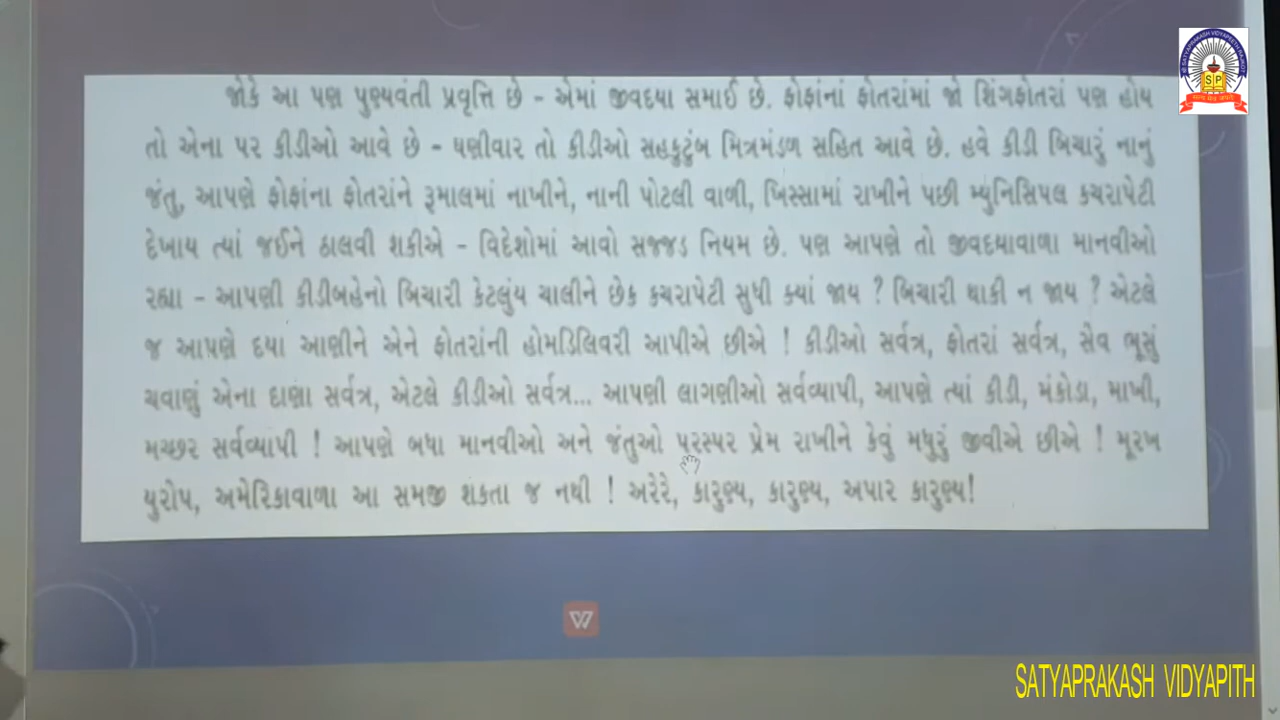 જોકે આ પણ પુણ્યવંતી પ્રવૃત્તિ છે - એમાં જીવદયા સમાઈ છે. ફોફાંનાં ફોતરાંમાં જો શિંગફોતરાં પણ હોય
તો એના પર કીડીઓ આવે છે - ઘણીવાર તો કીડીઓ સહકુટુંબ મિત્રમંડળ સહિત આવે છે. હવે કીડી બિચારું નાનું
જંતુ, આપણે ફોફાંના ફોતરાંને રૂમાલમાં નાખીને, નાની પોટલી વાળી, ખિસ્સામાં રાખીને પછી મ્યુનિસિપલ કચરાપેટી
દેખાય ત્યાં જઈને ઠાલવી શકીએ - વિદેશોમાં આવો સજ્જડ નિયમ છે. પણ આપણે તો જીવદયાવાળા માનવીઓ
રહ્યા - આપણી કીડીબહેનો બિચારી કેટલુંય ચાલીને છેક કચરાપેટી સુધી ક્યાં જાય ? બિચારી થાકી ન જાય ? એટલે
જ આપણે દયા આણીને એને ફોતરાંની હોમડિલિવરી આપીએ છીએ ! કીડીઓ સર્વત્ર, ફોતરાં સર્વત્ર, સેવ ભૂસું
ચવાણું એના દાણા સર્વત્ર, એટલે કીડીઓ સર્વત્ર... આપણી લાગણીઓ સર્વવ્યાપી, આપણે ત્યાં કીડી, મંકોડા, માખી,
મચ્છર સર્વવ્યાપી ! આપણે બધા માનવીઓ અને જંતુઓ પરસ્પર પ્રેમ રાખીને કેવું મધુરું જીવીએ છીએ ! મૂરખ
યુરોપ, અમેરિકાવાળા આ સમજી શકતા જ નથી ! અરેરે, કારુણ્ય, કારુણ્ય, અપાર કારુણ્ય!
SP
SATYAPRAKASH VIDYAPITH